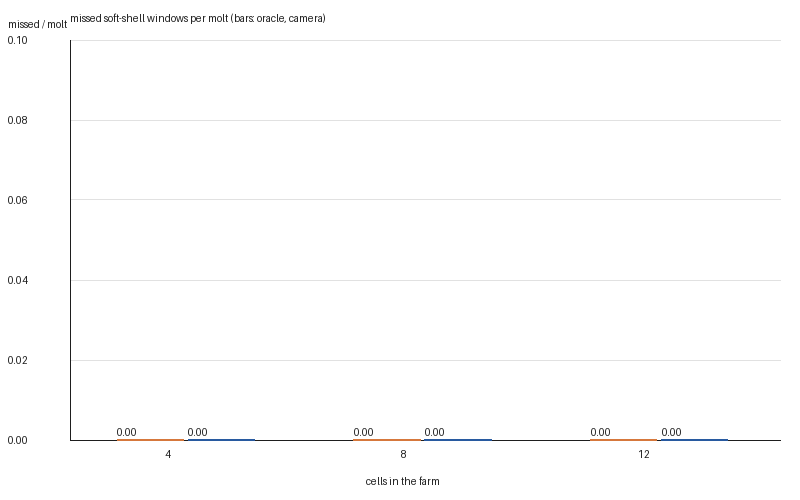 missed soft-shell windows per molt (bars: oracle, camera)
missed / molt
0.10
0.08
0.06
0.04
0.02
0.00
0.00 0.00 0.00 0.00 0.00 0.00
4 8 12
cells in the farm